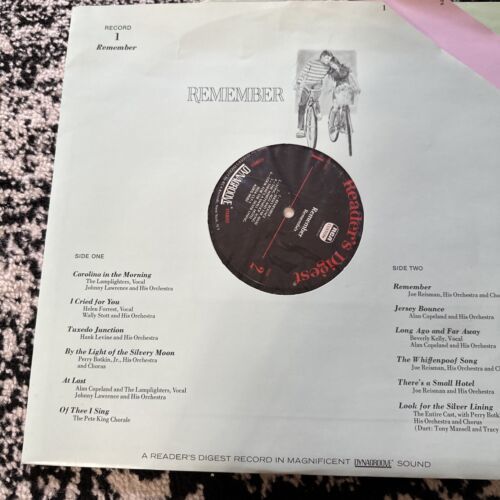 1
2
RECORD
1
Remember
REMEMBER
Reader's Digest
RCA
Remember
DYNAGROOVE
STEREO
SIDE ONE
Carolina in the Morning
The Lamplighters, Vocal
Johnny Lawrence and His Orchestra
I Cried for You
Helen Forrest, Vocal
Wally Stott and His Orchestra
Tuxedo Junction
Hank Levine and His Orchestra
By the Light of the Silvery Moon
Perry Botkin, Jr., His Orchestra
and Chorus
At Last
Alan Copeland and The Lamplighters, Vocal
Johnny Lawrence and His Orchestra
Of Thee I Sing
The Pete King Chorale
SIDE TWO
Remember
Joe Reisman, His Orchestra and Cho
Jersey Bounce
Alan Copeland and His Orchestra
Long Ago and Far Away
Beverly Kelly, Vocal
Alan Copeland and His Orchestra
The Whiffenpoof Song
Joe Reisman, His Orchestra and C
There's a Small Hotel
Joe Reisman and His Orchestra
Look for the Silver Lining
The Entire Cast, with Perry Botk
His Orchestra and Chorus
(Duet: Tony Mansell and Tracy
A READER'S DIGEST RECORD IN MAGNIFICENT DYNAGROOVE SOUND